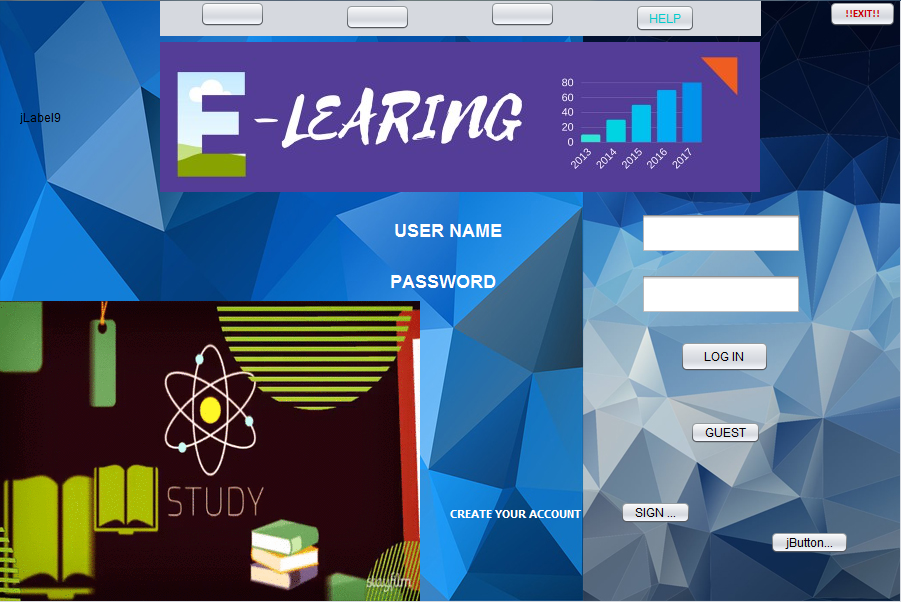 HELP
!!EXIT!!
E-LEARING
80
60
40
20
0
2013
2014
2015
2016
2017
jLabel9
USER NAME
PASSWORD
LOG IN
GUEST
STUDY
CREATE YOUR ACCOUNT
SIGN ...
jButton...